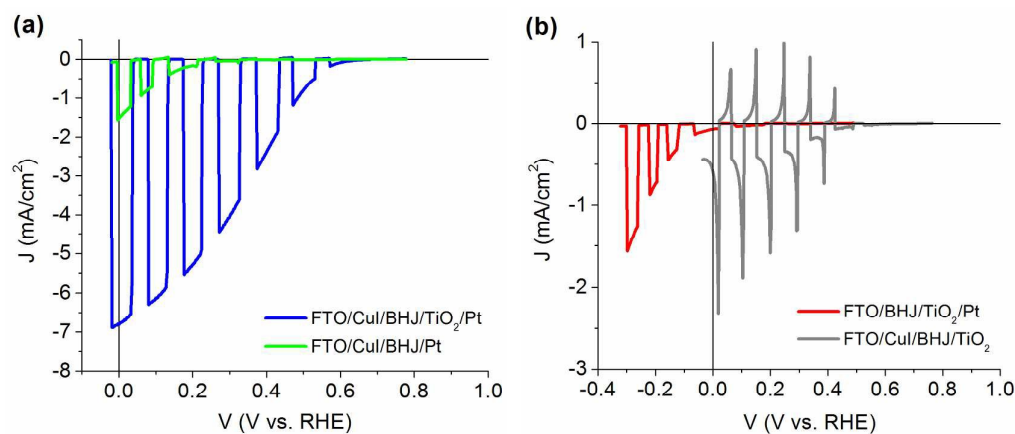 (a)
0
-1
-2
-3
-4
-5
-6
-7
-8
J (mA/cm²)
FTO/CuI/BHJ/TiO₂/Pt
FTO/CuI/BHJ/Pt
0.0 0.2 0.4 0.6 0.8 1.0
V (V vs. RHE)
(b)
1
0
-1
-2
-3
J (mA/cm²)
FTO/BHJ/TiO₂/Pt
FTO/CuI/BHJ/TiO₂
-0.4 -0.2 0.0 0.2 0.4 0.6 0.8 1.0
V (V vs. RHE)